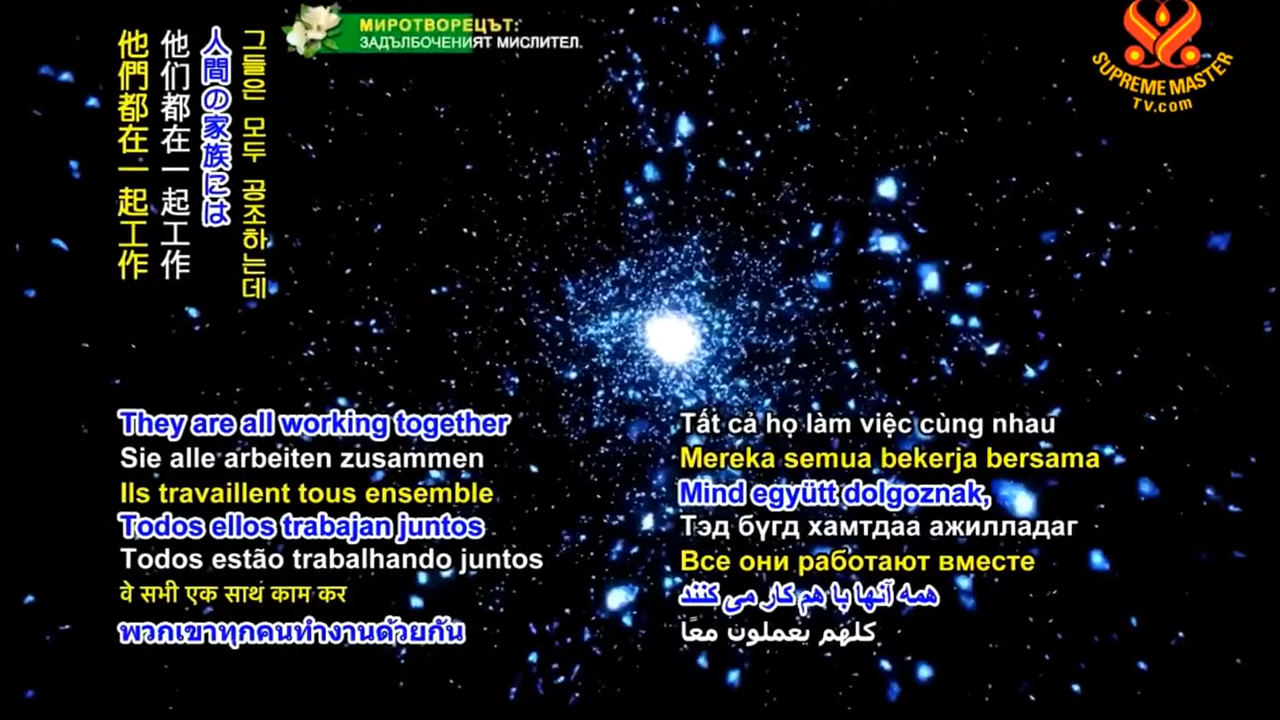 МИРОТВОРЕЦЪТ:
ЗАДЪЛБОЧЕНИЯТ МИСЛИТЕЛ.
SUPREME MASTER
TV.com
그들은 모두 공조하는데
人間の家族には
他们都在一起工作
他們都在一起工作
They are all working together
Sie alle arbeiten zusammen
Ils travaillent tous ensemble
Todos ellos trabajan juntos
Todos estão trabalhando juntos
वे सभी एक साथ काम कर
พวกเขาทุกคนทำงานด้วยกัน
Tất cả họ làm việc cùng nhau
Mereka semua bekerja bersama
Mind együtt dolgoznak,
Тэд бүгд хамтдаа ажилладаг
Все они работают вместе
همه آنها با هم کار می کنند
كلهم يعملون معًا